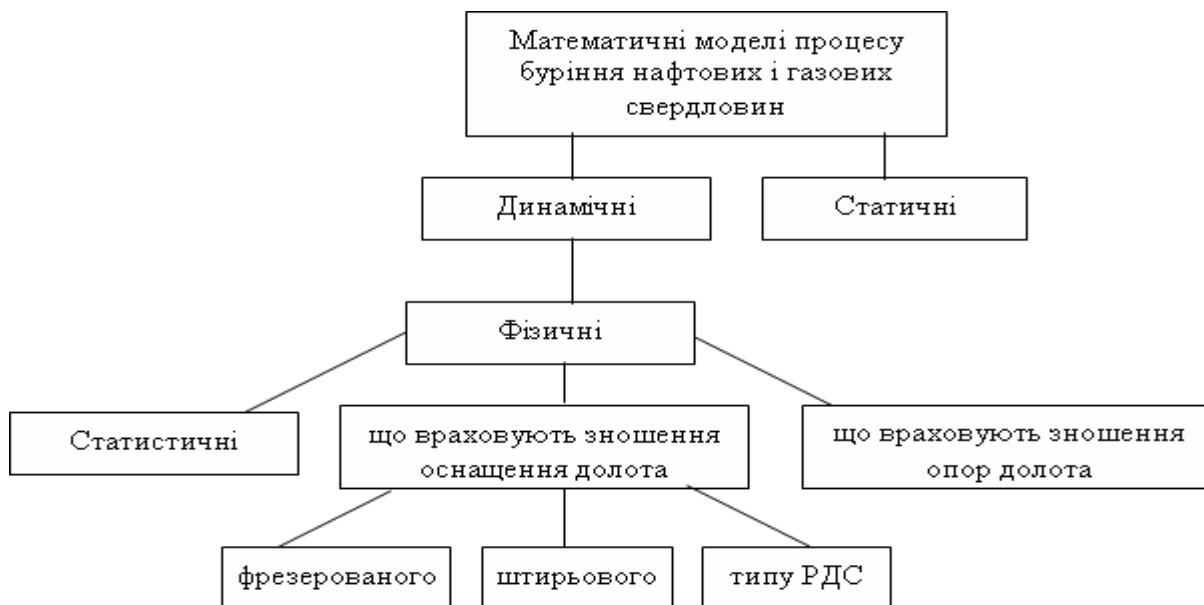 Математичні моделі процесу
буріння нафтових і газових
свердловин
Динамічні
Статичні
Фізичні
Статистичні
що враховують зношення
оснащення долота
що враховують зношення
опор долота
фрезерованого
штирьового
типу РДС